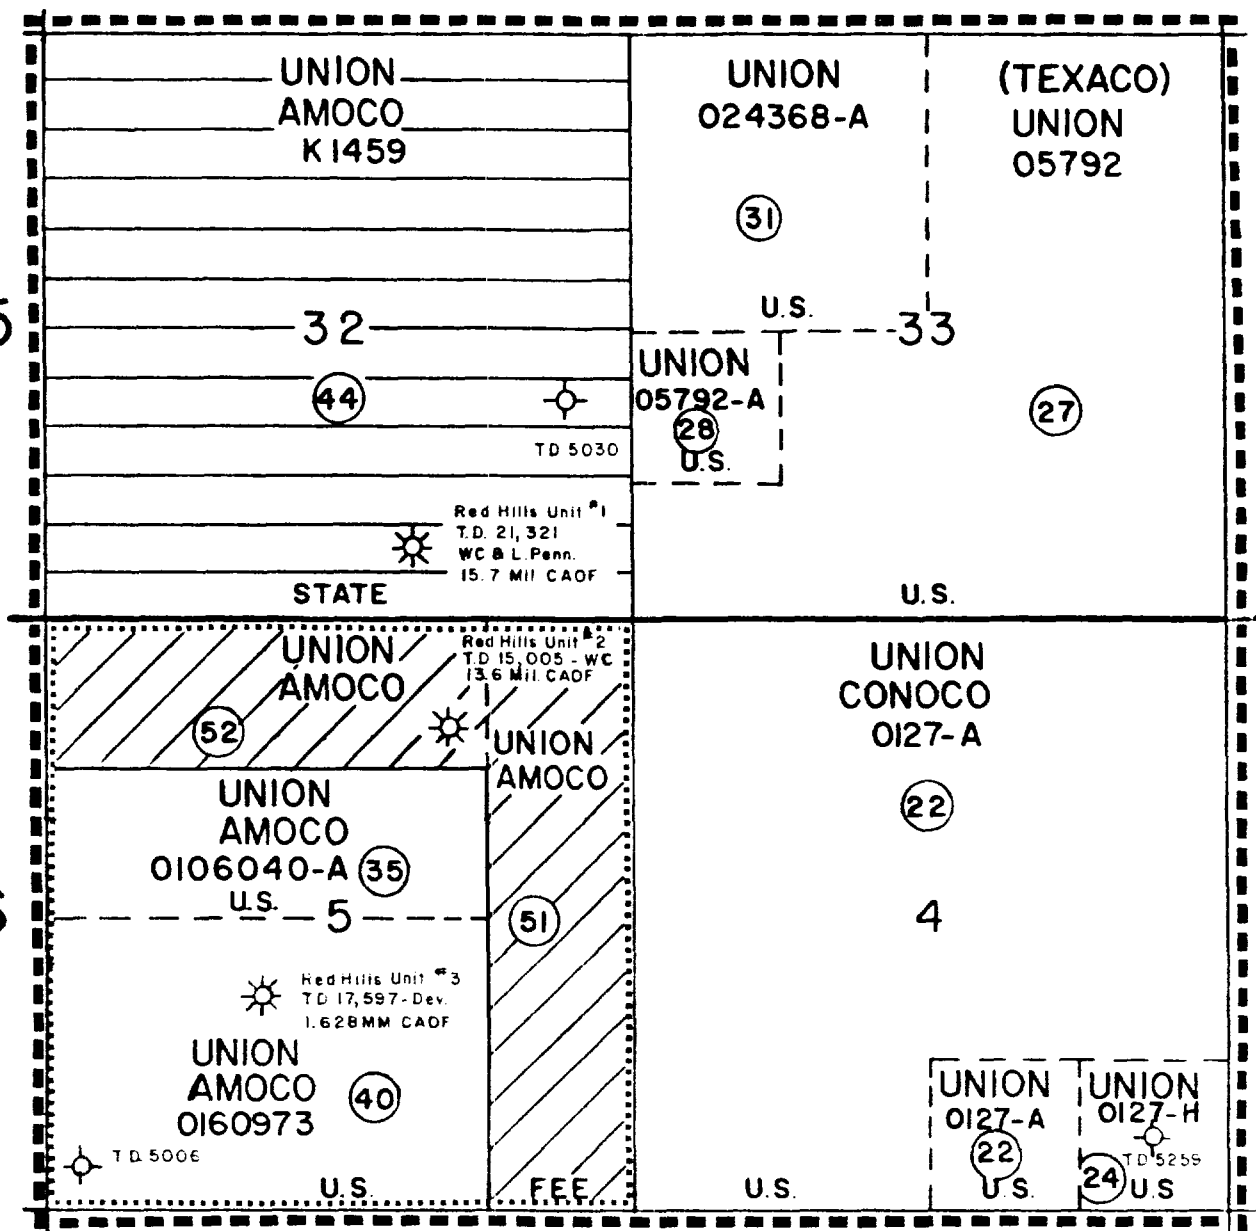 UNION
AMOCO
K1459
32
44
TD 5030
Red Hills Unit #1
T.D. 21,321
WC & L.Penn.
15.7 Mil CAOF
STATE
UNION
024368-A
31
U.S.
(TEXACO)
UNION
05792
33
UNION
05792-A
28
U.S.
27
U.S.
UNION
AMOCO
52
Red Hills Unit #2
T.D 15,005 - WC
13.6 Mil. CAOF
UNION
AMOCO
UNION
AMOCO
0106040-A 35
U.S.
5
51
Red Hills Unit #3
TD 17,597-Dev.
1.628MM CAOF
UNION
AMOCO
0160973
40
TD 5006
U.S.
FEE
UNION
CONOCO
0127-A
22
4
U.S.
UNION
0127-A
22
U.S.
UNION
0127-H
TD 5259
24
U.S